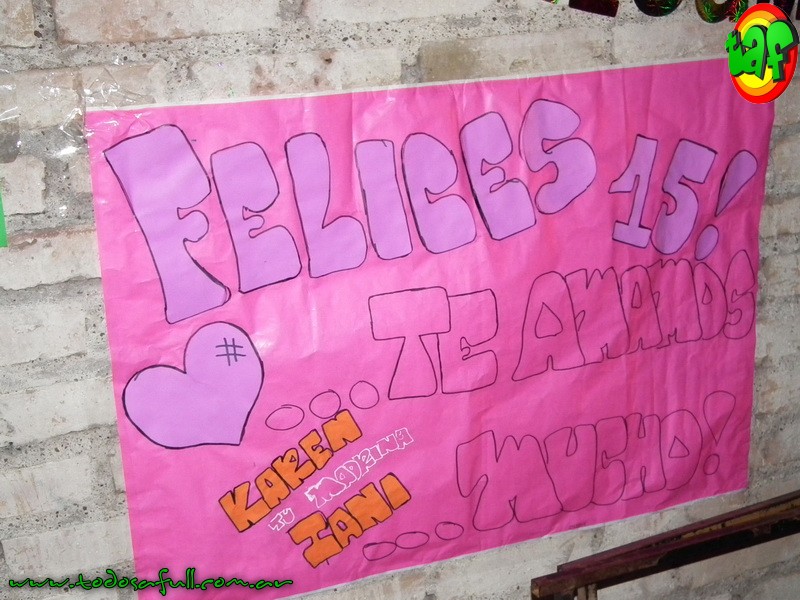 taf
FELICES 15!
#
...TE AMAMOS
KAREN
TU MADRINA
IANI
...MUCHO!
www.todosafull.com.ar